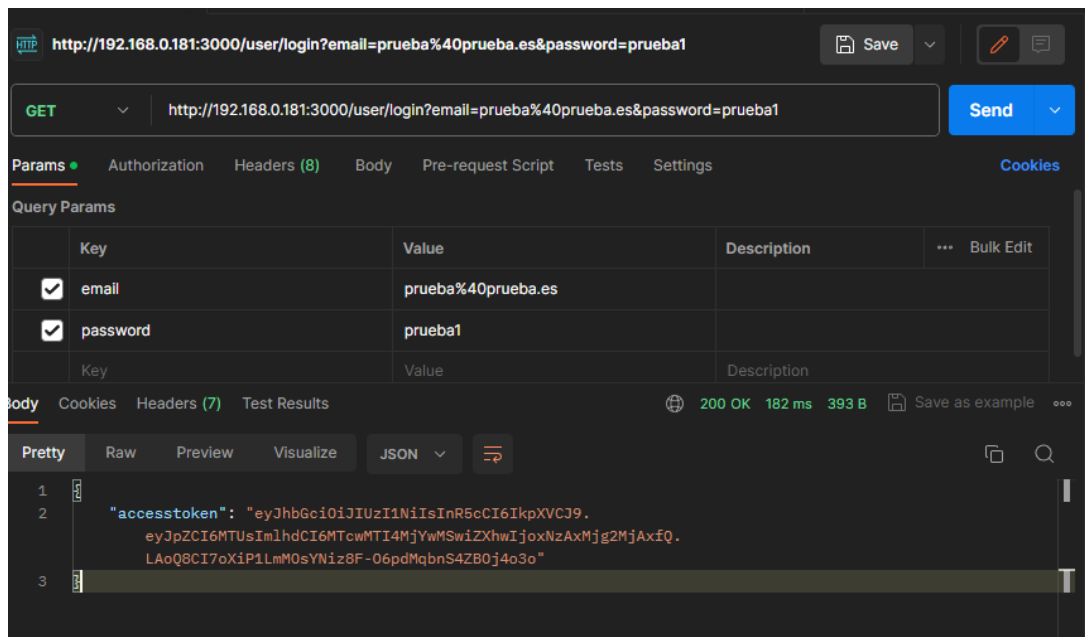 HTTP http://192.168.0.181:3000/user/login?email=prueba%40prueba.es&password=prueba1 Save
GET http://192.168.0.181:3000/user/login?email=prueba%40prueba.es&password=prueba1 Send
Params Authorization Headers (8) Body Pre-request Script Tests Settings Cookies
Query Params
Key Value Description ••• Bulk Edit
email prueba%40prueba.es
password prueba1
Key Value Description
Body Cookies Headers (7) Test Results 200 OK 182 ms 393 B Save as example
Pretty Raw Preview Visualize JSON
1 {
2 "accesstoken": "eyJhbGciOiJIUzI1NiIsInR5cCI6IkpXVCJ9.
eyJpZCI6MTUsImlhdCI6MTcwMTI4MjYwMSwiZXhwIjoxNzAxMjg2MjAxfQ.
LAoQ8CI7oXiP1LmMOsYNiz8F-O6pdMqbnS4ZBOj4o3o"
3 }